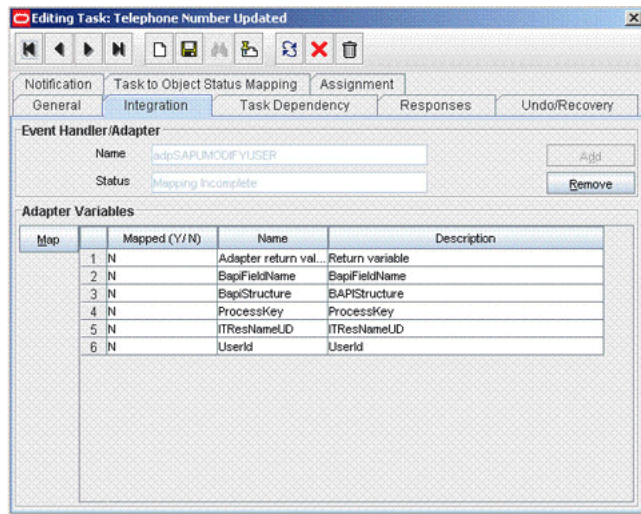 Editing Task: Telephone Number Updated
Notification Task to Object Status Mapping Assignment
General Integration Task Dependency Responses Undo/Recovery
Event Handler/Adapter
Name adpSAPUMODIFYUSER Add
Status Mapping Incomplete Remove
Adapter Variables
Map Mapped (Y/N) Name Description
1 N Adapter return val... Return variable
2 N BapiFieldName BapiFieldName
3 N BapiStructure BAPIStructure
4 N ProcessKey ProcessKey
5 N ITResNameUD ITResNameUD
6 N UserId UserId